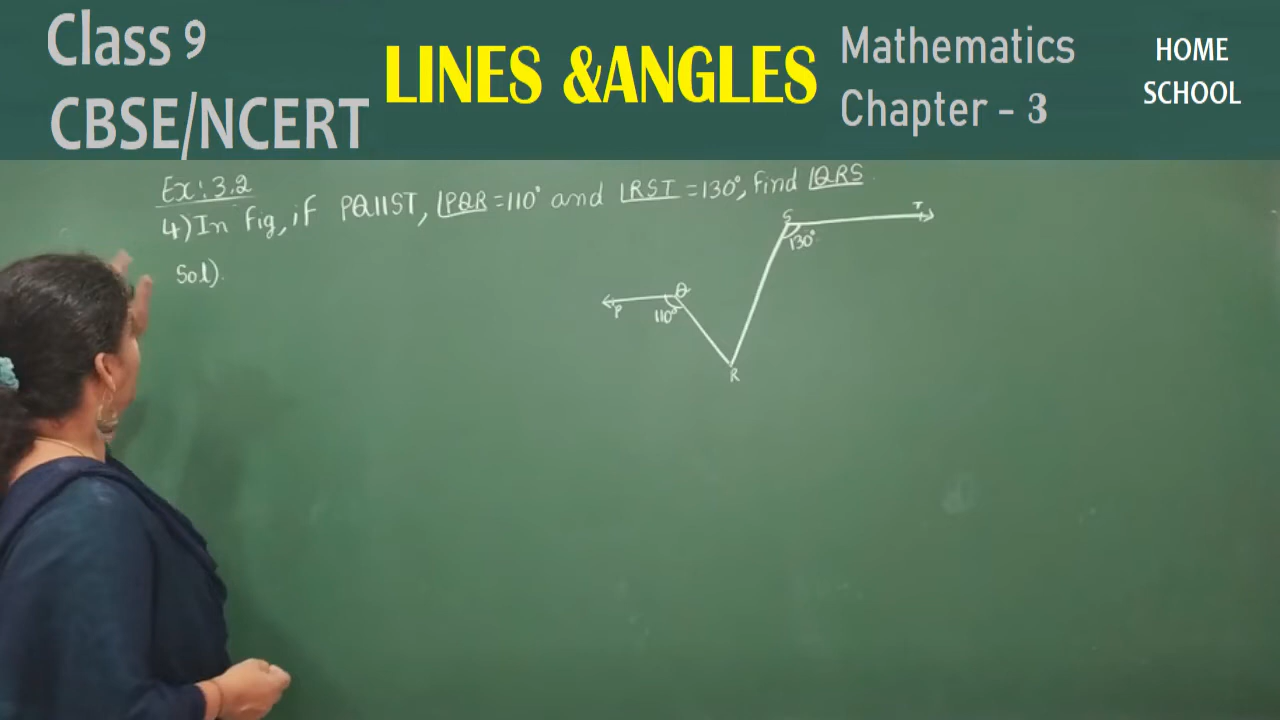 Class 9
CBSE/NCERT
LINES &ANGLES
Mathematics
Chapter - 3
HOME
SCHOOL
Ex: 3.2
4) In fig, if PQ||ST, ∠PQR = 110° and ∠RST = 130°, find ∠QRS
Sol).
S
T
130°
Q
P
110°
R